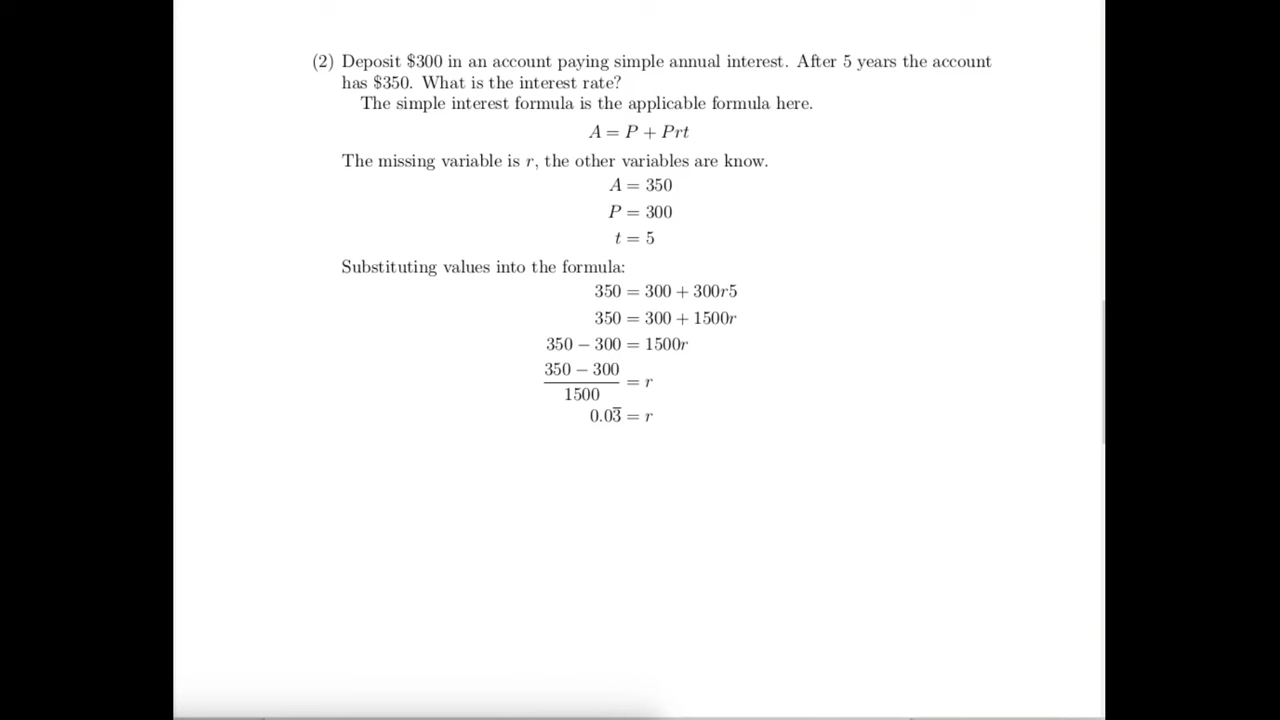 (2) Deposit $300 in an account paying simple annual interest. After 5 years the account
has $350. What is the interest rate?
The simple interest formula is the applicable formula here.
A = P + Prt
The missing variable is r, the other variables are know.
A = 350
P = 300
t = 5
Substituting values into the formula:
350 = 300 + 300r5
350 = 300 + 1500r
350 − 300 = 1500r
350 − 300
= r
1500
0.03̅ = r